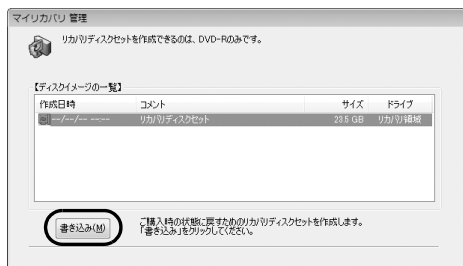 マイリカバリ 管理
リカバリディスクセットを作成できるのは、DVD-Rのみです。
【ディスクイメージの一覧】
作成日時 コメント サイズ ドライブ
--/--/-- --:-- リカバリディスクセット 23.5 GB リカバリ領域
書き込み(M)
ご購入時の状態に戻すためのリカバリディスクセットを作成します。
「書き込み」をクリックしてください。